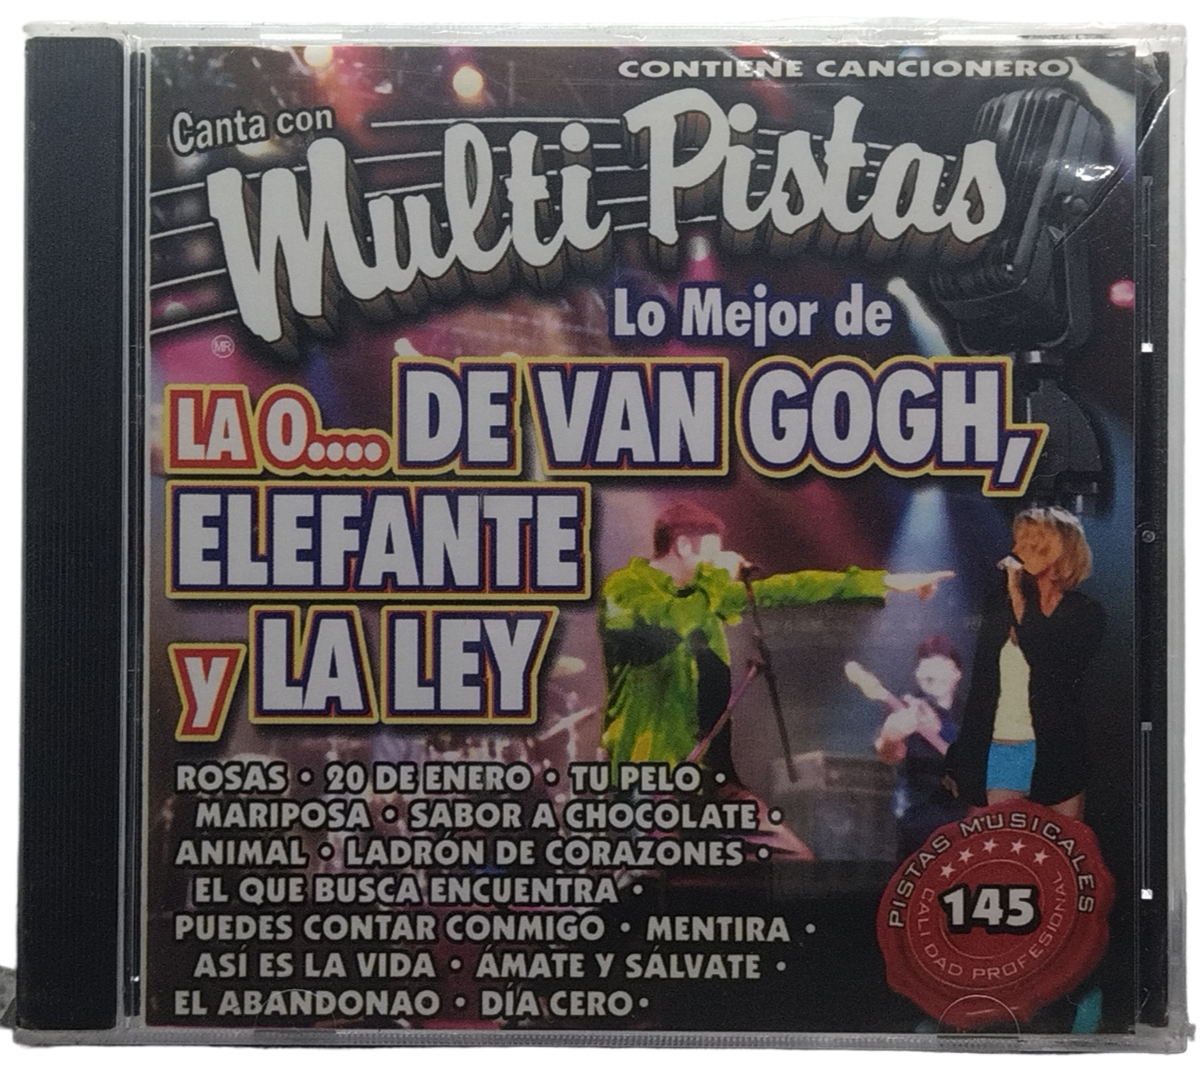 CONTIENE CANCIONERO
Canta con
Multi Pistas
MR
Lo Mejor de
LA O.... DE VAN GOGH,
ELEFANTE
y LA LEY
ROSAS • 20 DE ENERO • TU PELO •
MARIPOSA • SABOR A CHOCOLATE •
ANIMAL • LADRÓN DE CORAZONES •
EL QUE BUSCA ENCUENTRA •
PUEDES CONTAR CONMIGO • MENTIRA •
ASÍ ES LA VIDA • ÁMATE Y SÁLVATE •
EL ABANDONAO • DÍA CERO •
PISTAS MUSICALES
145
CALIDAD PROFESIONAL